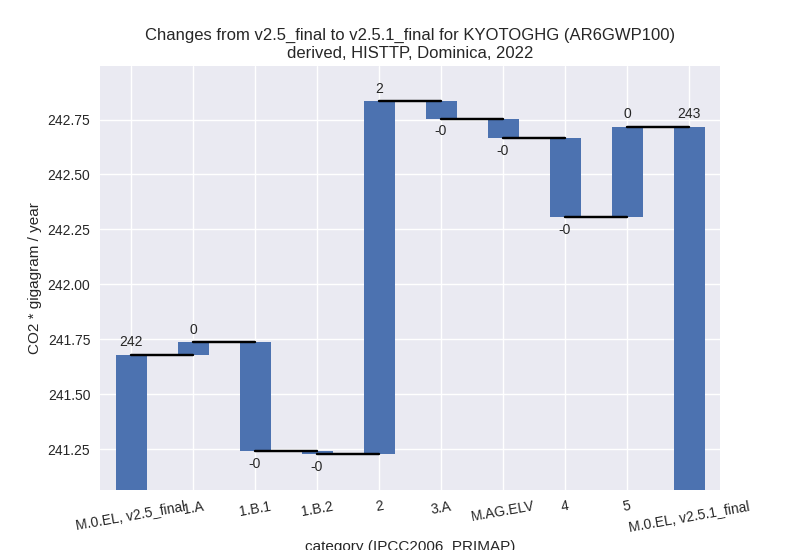 Changes from v2.5_final to v2.5.1_final for KYOTOGHG (AR6GWP100)
derived, HISTTP, Dominica, 2022
CO2 * gigagram / year
242.75
242.50
242.25
242.00
241.75
241.50
241.25
242
0
-0
-0
2
-0
-0
-0
0
243
M.0.EL, v2.5_final
1.A
1.B.1
1.B.2
2
3.A
M.AG.ELV
4
5
M.0.EL, v2.5.1_final
category (IPCC2006_PRIMAP)